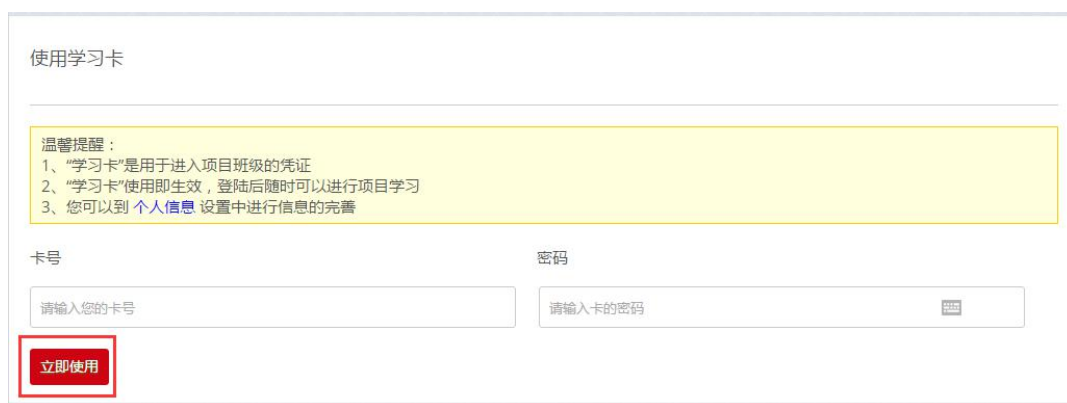 使用学习卡
温馨提醒：
1、“学习卡”是用于进入项目班级的凭证
2、“学习卡”使用即生效，登陆后随时可以进行项目学习
3、您可以到 个人信息 设置中进行信息的完善
卡号
密码
请输入您的卡号
请输入卡的密码
立即使用